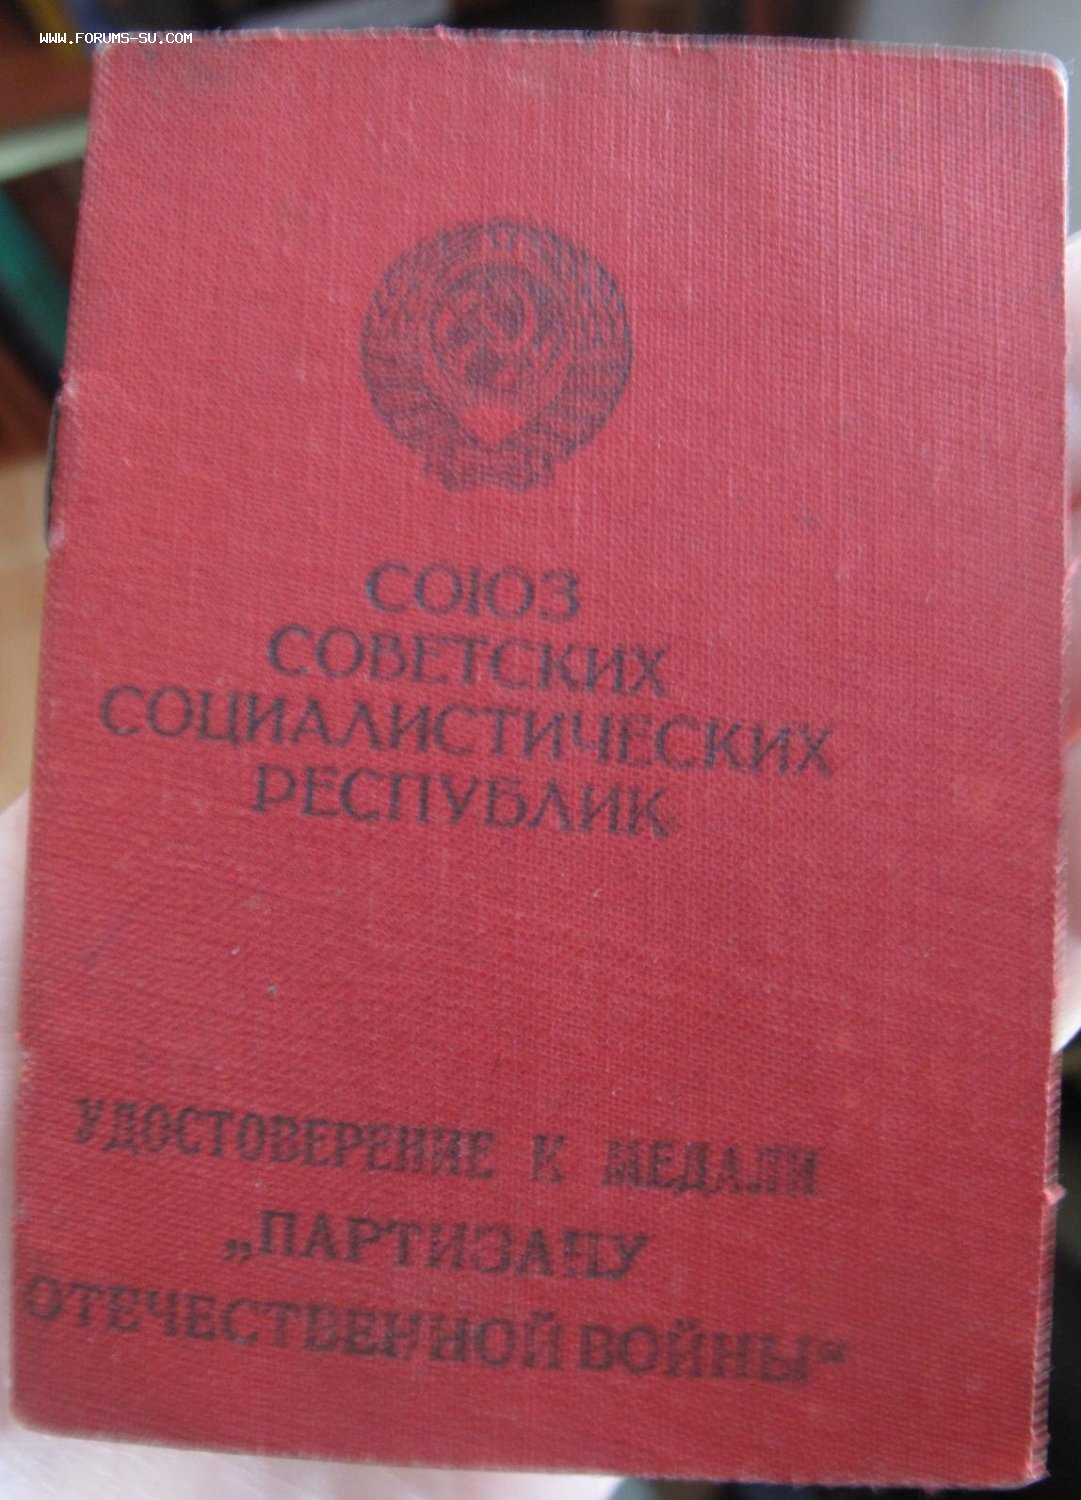 WWW.FORUMS-SU.COM
СОЮЗ
СОВЕТСКИХ
СОЦИАЛИСТИЧЕСКИХ
РЕСПУБЛИК
УДОСТОВЕРЕНИЕ К МЕДАЛИ
„ПАРТИЗАНУ
ОТЕЧЕСТВЕННОЙ ВОЙНЫ“